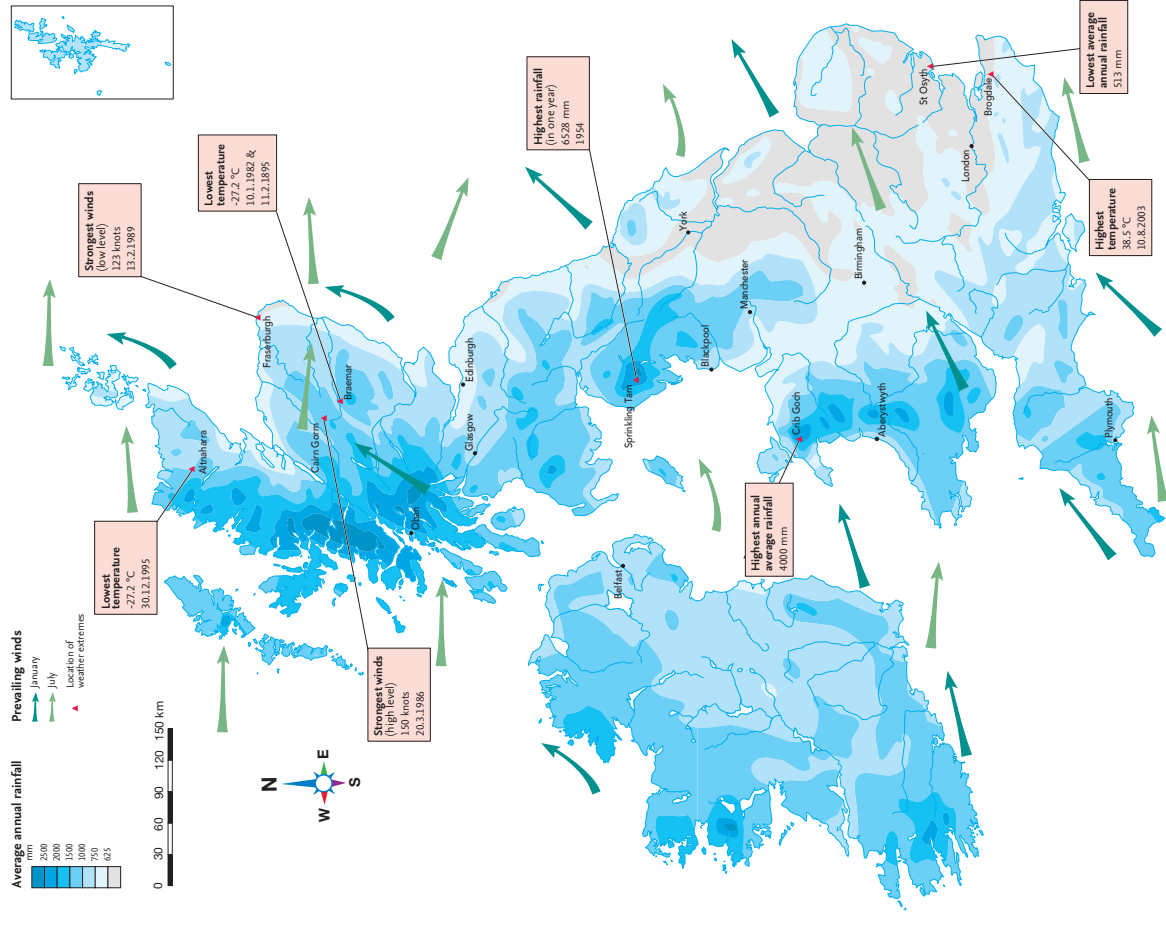 Average annual rainfall
mm
2500
2000
1500
1000
750
625
Prevailing winds
January
July
Location of
weather extremes
0
30
60
90
120
150 km
N
E
S
W
Lowest
temperature
-27.2 °C
30.12.1995
Strongest winds
(low level)
123 knots
13.2.1989
Lowest
temperature
-27.2 °C
10.1.1982 &
11.2.1895
Strongest winds
(high level)
150 knots
20.3.1986
Highest rainfall
(in one year)
6528 mm
1954
Highest annual
average rainfall
4000 mm
Lowest average
annual rainfall
513 mm
Highest
temperature
38.5 °C
10.8.2003
Altnaharra
Fraserburgh
Cairn Gorm
Braemar
Oban
Glasgow
Edinburgh
Belfast
Sprinkling Tarn
York
Blackpool
Manchester
Crib Goch
Aberystwyth
Birmingham
St Osyth
London
Brogdale
Plymouth